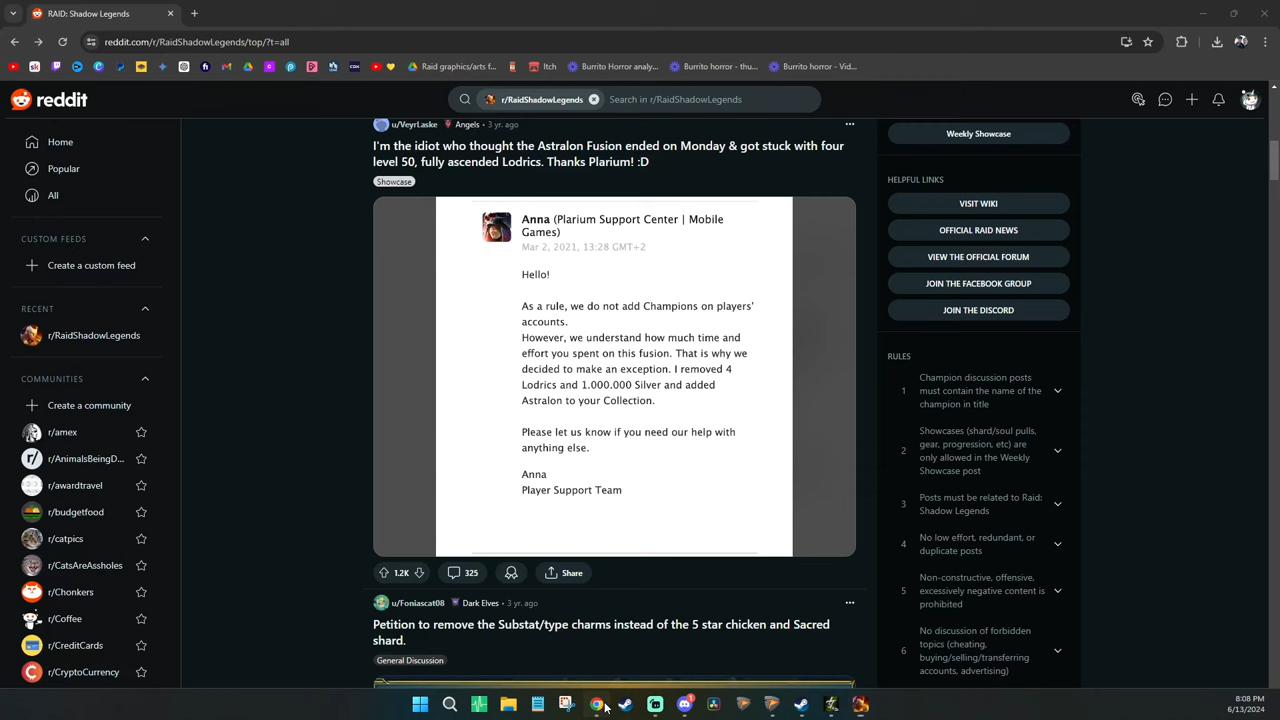 RAID: Shadow Legends
reddit.com/RaidShadowLegends/top/?t=all
Raid graphics/arts f...
Itch
Burrito Horror analy...
Burrito horror - thu...
Burrito horror - Vid...
reddit
r/RaidShadowLegends
Search in r/RaidShadowLegends
Home
Popular
All
CUSTOM FEEDS
Create a custom feed
RECENT
r/RaidShadowLegends
COMMUNITIES
Create a community
r/amex
r/AnimalsBeingD...
r/awardtravel
r/budgetfood
r/catpics
r/CatsAreAssholes
r/Chonkers
r/Coffee
r/CreditCards
r/CryptoCurrency
u/VeyrLaske Angels • 3 yr. ago
I'm the idiot who thought the Astralon Fusion ended on Monday & got stuck with four
level 50, fully ascended Lodrics. Thanks Plarium! :D
Showcase
Anna (Plarium Support Center | Mobile
Games)
Mar 2, 2021, 13:28 GMT+2
Hello!
As a rule, we do not add Champions on players'
accounts.
However, we understand how much time and
effort you spent on this fusion. That is why we
decided to make an exception. I removed 4
Lodrics and 1.000.000 Silver and added
Astralon to your Collection.
Please let us know if you need our help with
anything else.
Anna
Player Support Team
1.2K
325
Share
u/Foniascat08 Dark Elves • 3 yr. ago
Petition to remove the Substat/type charms instead of the 5 star chicken and Sacred
shard.
General Discussion
Weekly Showcase
HELPFUL LINKS
VISIT WIKI
OFFICIAL RAID NEWS
VIEW THE OFFICIAL FORUM
JOIN THE FACEBOOK GROUP
JOIN THE DISCORD
RULES
1 Champion discussion posts
must contain the name of the
champion in title
2 Showcases (shard/soul pulls,
gear, progression, etc) are
only allowed in the Weekly
Showcase post
3 Posts must be related to Raid:
Shadow Legends
4 No low effort, redundant, or
duplicate posts
5 Non-constructive, offensive,
excessively negative content is
prohibited
6 No discussion of forbidden
topics (cheating,
buying/selling/transferring
accounts, advertising)
1
8:08 PM
6/13/2024